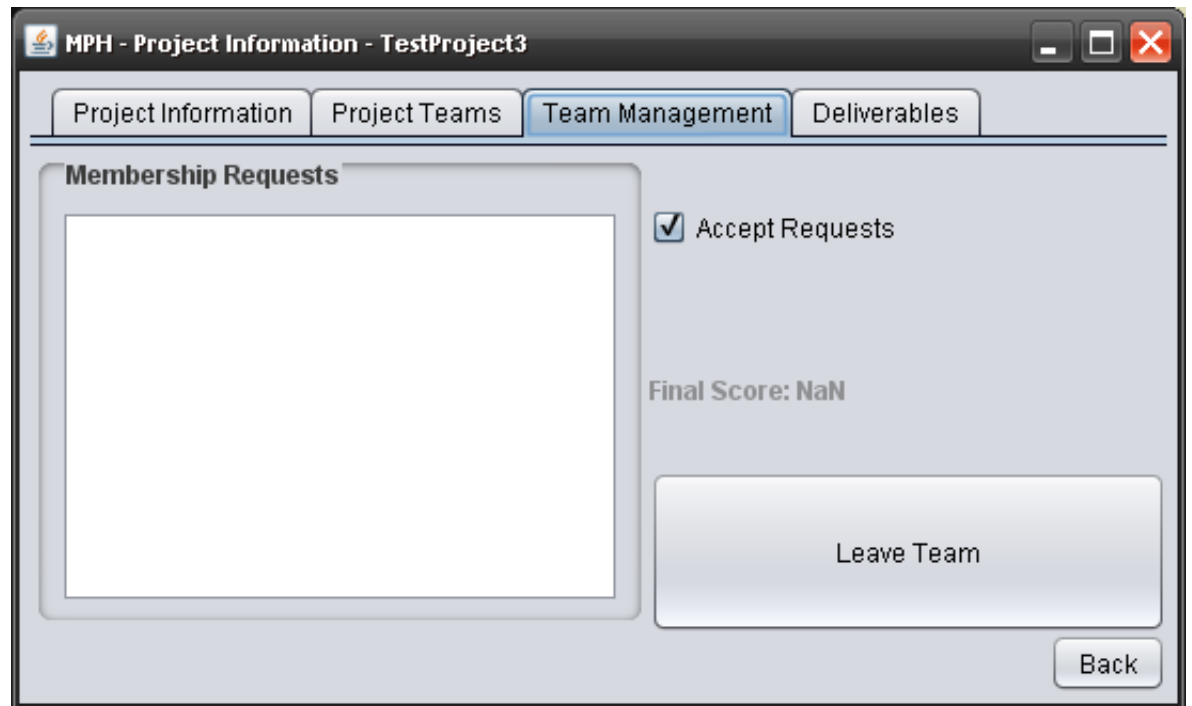 MPH - Project Information - TestProject3
Project Information
Project Teams
Team Management
Deliverables
Membership Requests
Accept Requests
Final Score: NaN
Leave Team
Back